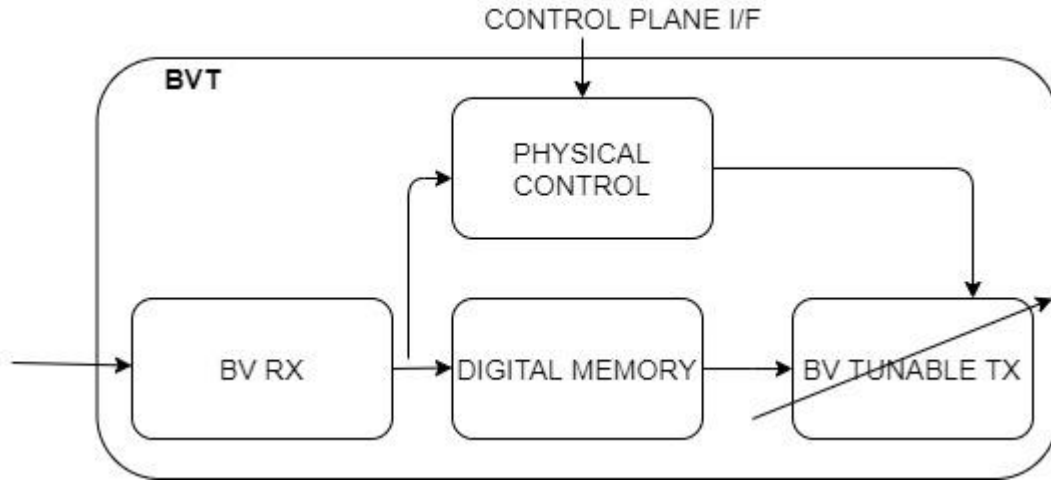 CONTROL PLANE I/F
BVT
PHYSICAL
CONTROL
BV RX
DIGITAL MEMORY
BV TUNABLE TX